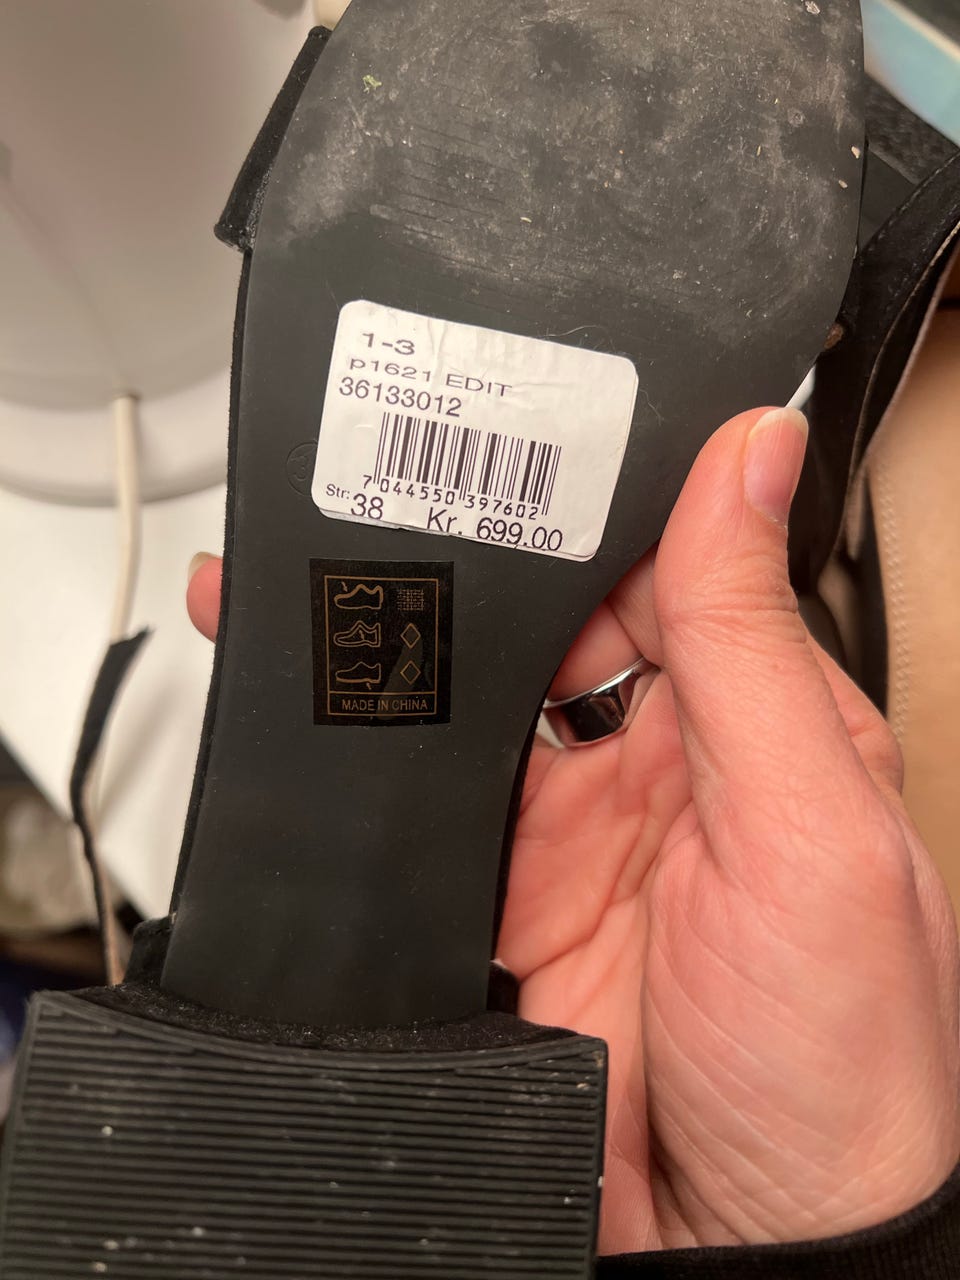 1-3
p1621 EDIT
36133012
7 044550 397602
Str: 38 Kr. 699.00
MADE IN CHINA